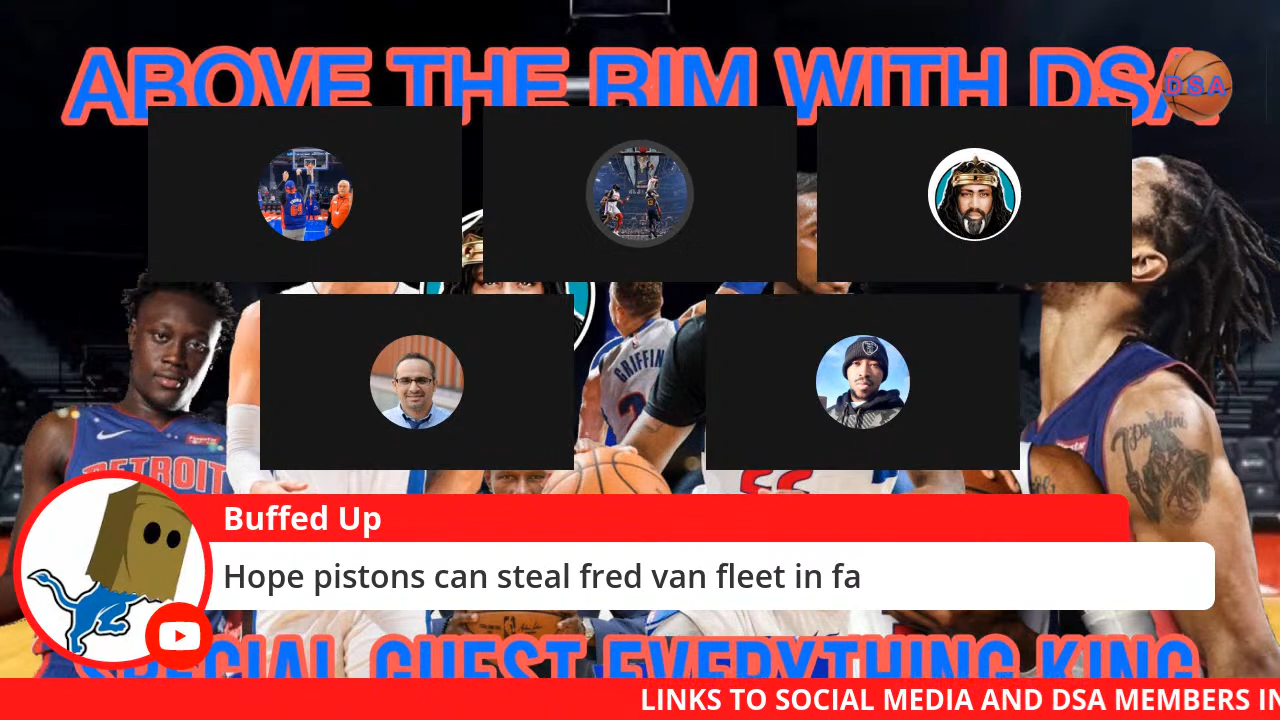 ABOVE THE RIM WITH DSA
DSA
GRIFFIN
DETROIT
Buffed Up
Hope pistons can steal fred van fleet in fa
SPECIAL GUEST EVERYTHING KING
LINKS TO SOCIAL MEDIA AND DSA MEMBERS IN